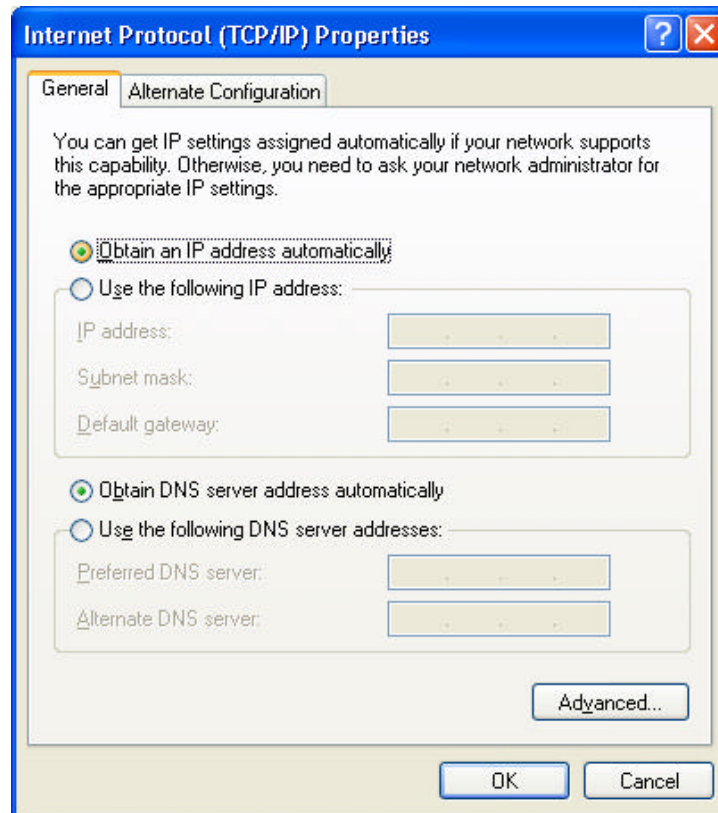 Internet Protocol (TCP/IP) Properties
General
Alternate Configuration
You can get IP settings assigned automatically if your network supports
this capability. Otherwise, you need to ask your network administrator for
the appropriate IP settings.
Obtain an IP address automatically
Use the following IP address:
IP address:
Subnet mask:
Default gateway:
Obtain DNS server address automatically
Use the following DNS server addresses:
Preferred DNS server:
Alternate DNS server:
Advanced...
OK
Cancel